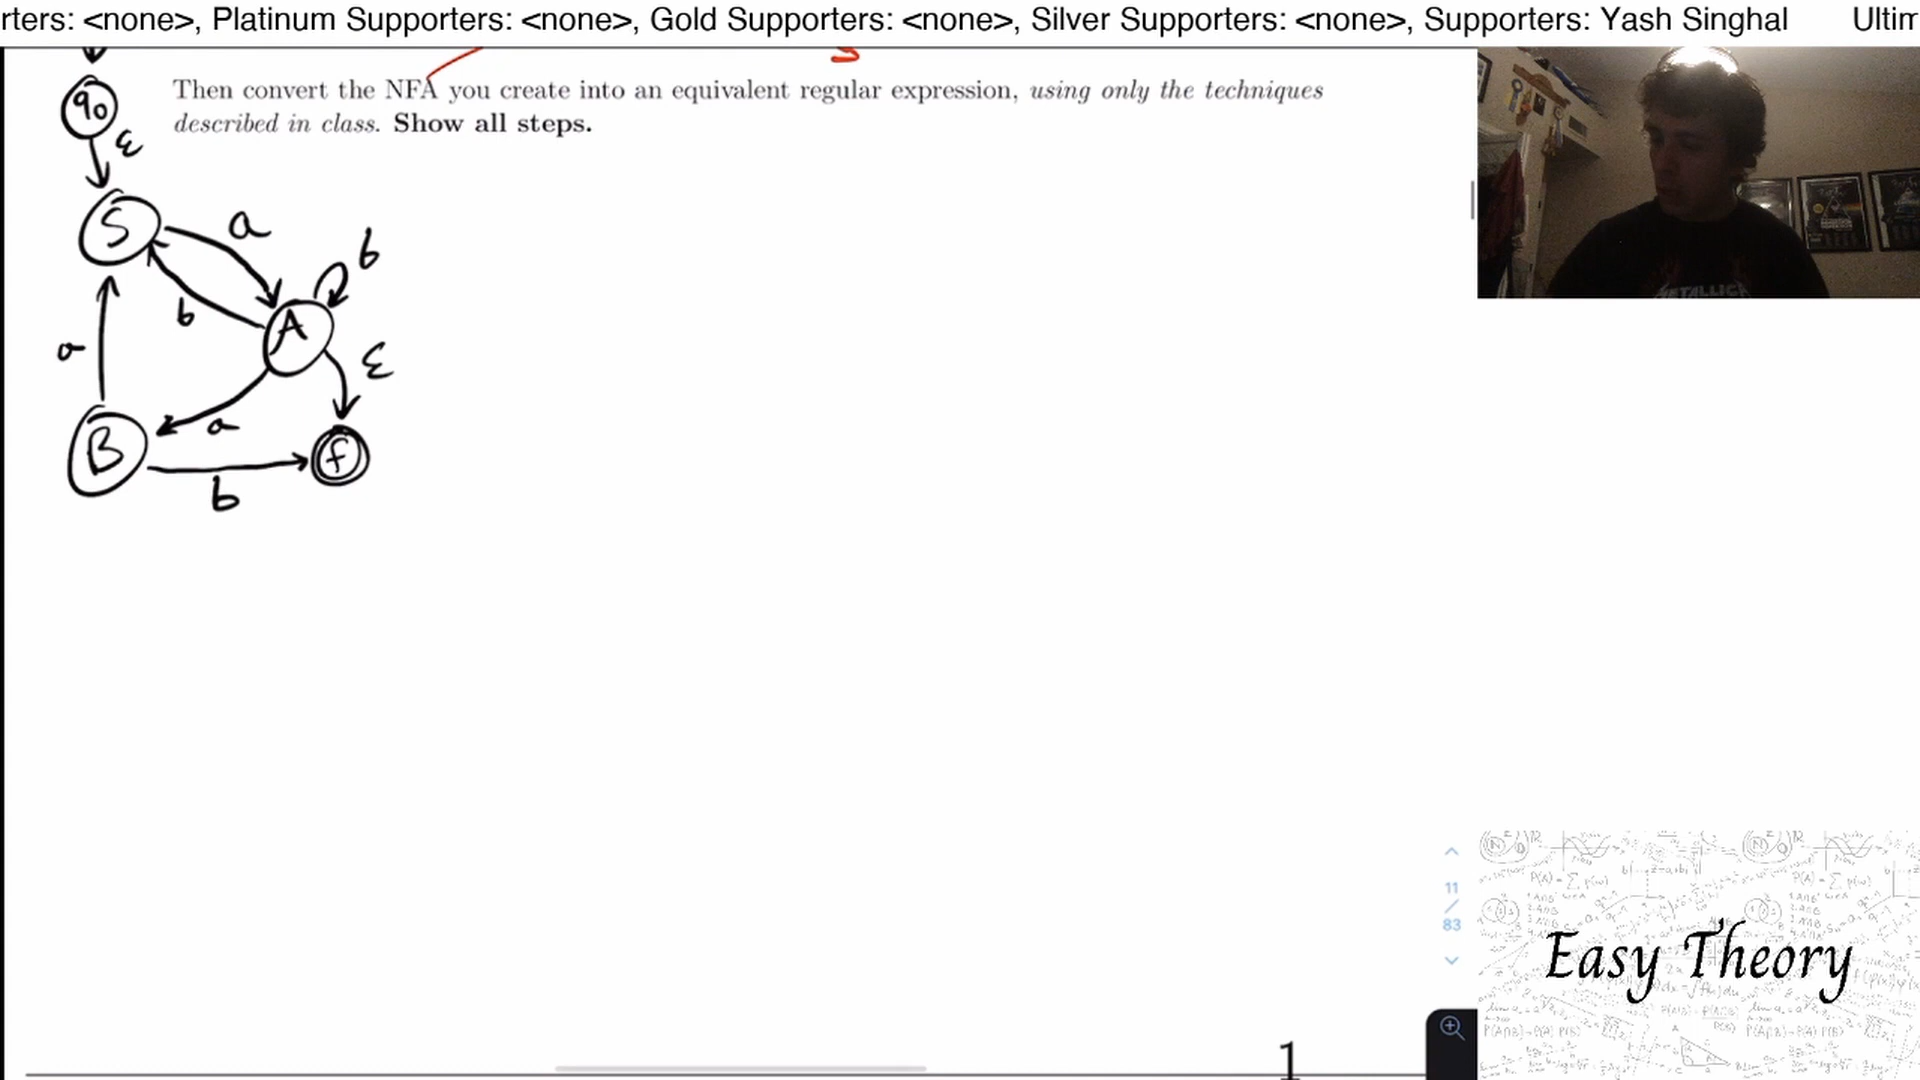 rters: <none>, Platinum Supporters: <none>, Gold Supporters: <none>, Silver Supporters: <none>, Supporters: Yash Singhal Ultim
Then convert the NFA you create into an equivalent regular expression, using only the techniques
described in class. Show all steps.
q0
ε
S
a
b
b
A
a
ε
a
B
f
b
METALLICA
11
/
83
Easy Theory
1